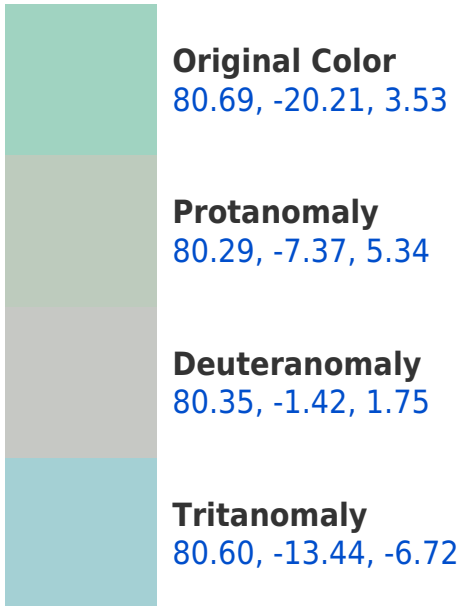 Original Color
80.69, -20.21, 3.53
Protanomaly
80.29, -7.37, 5.34
Deuteranomaly
80.35, -1.42, 1.75
Tritanomaly
80.60, -13.44, -6.72